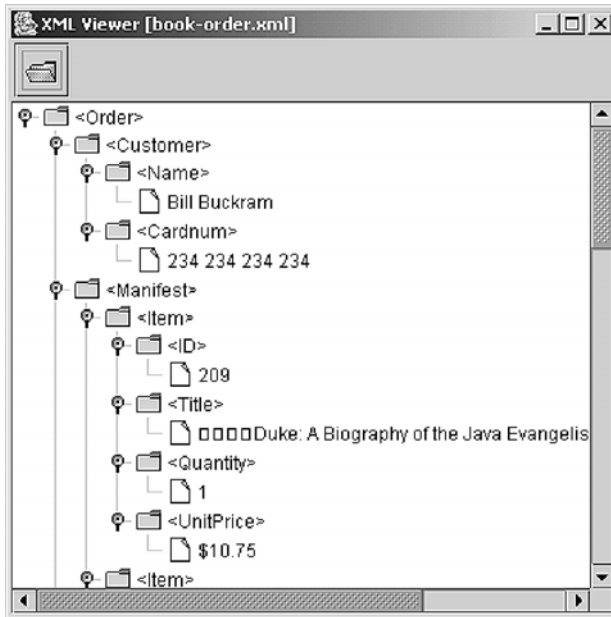 XML Viewer [book-order.xml]
<Order>
<Customer>
<Name>
Bill Buckram
<Cardnum>
234 234 234 234
<Manifest>
<Item>
<ID>
209
<Title>
□□□□Duke: A Biography of the Java Evangelis
<Quantity>
1
<UnitPrice>
$10.75
<Item>